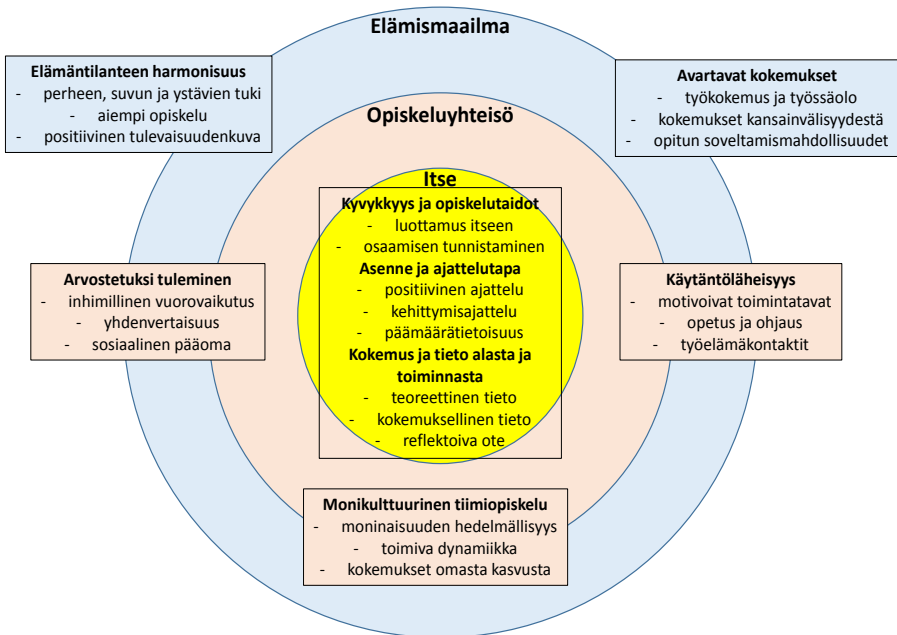 Elämismaailma
Elämäntilanteen harmonisuus
- perheen, suvun ja ystävien tuki
- aiempi opiskelu
- positiivinen tulevaisuudenkuva
Avartavat kokemukset
- työkokemus ja työssäolo
- kokemukset kansainvälisyydestä
- opitun soveltamismahdollisuudet
Opiskeluyhteisö
Itse
Kyvykkyys ja opiskelutaidot
- luottamus itseen
- osaamisen tunnistaminen
Asenne ja ajattelutapa
- positiivinen ajattelu
- kehittymisajattelu
- päämäärätietoisuus
Kokemus ja tieto alasta ja
toiminnasta
- teoreettinen tieto
- kokemuksellinen tieto
- reflektoiva ote
Arvostetuksi tuleminen
- inhimillinen vuorovaikutus
- yhdenvertaisuus
- sosiaalinen pääoma
Käytäntöläheisyys
- motivoivat toimintatavat
- opetus ja ohjaus
- työelämäkontaktit
Monikulttuurinen tiimiopiskelu
- moninaisuuden hedelmällisyys
- toimiva dynamiikka
- kokemukset omasta kasvusta